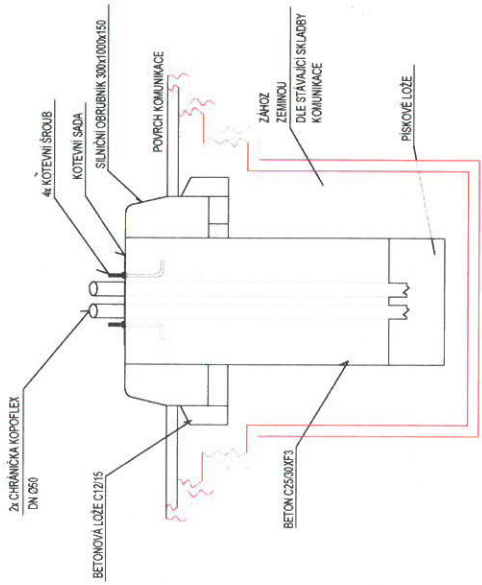 2x CHRÁNIČKA KOPOFLEX
DN Ø50
4x KOTEVNÍ ŠROUB
KOTEVNÍ SADA
SILNIČNÍ OBRUBNÍK 300x1000x150
POVRCH KOMUNIKACE
ZÁHOZ
ZEMINOU
DLE STÁVAJÍCÍ SKLADBY
KOMUNIKACE
PÍSKOVÉ LOŽE
BETONOVÁ LOŽE C12/15
BETON C25/30XF3